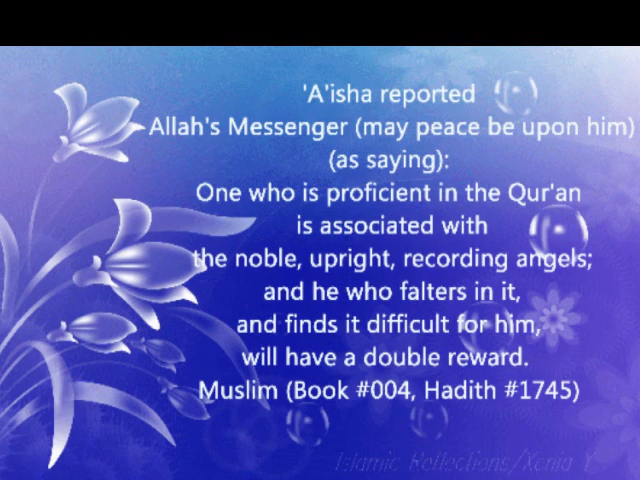 'A'isha reported
Allah's Messenger (may peace be upon him)
(as saying):
One who is proficient in the Qur'an
is associated with
the noble, upright, recording angels;
and he who falters in it,
and finds it difficult for him,
will have a double reward.
Muslim (Book #004, Hadith #1745)
Islamic Reflections/Xenia Y